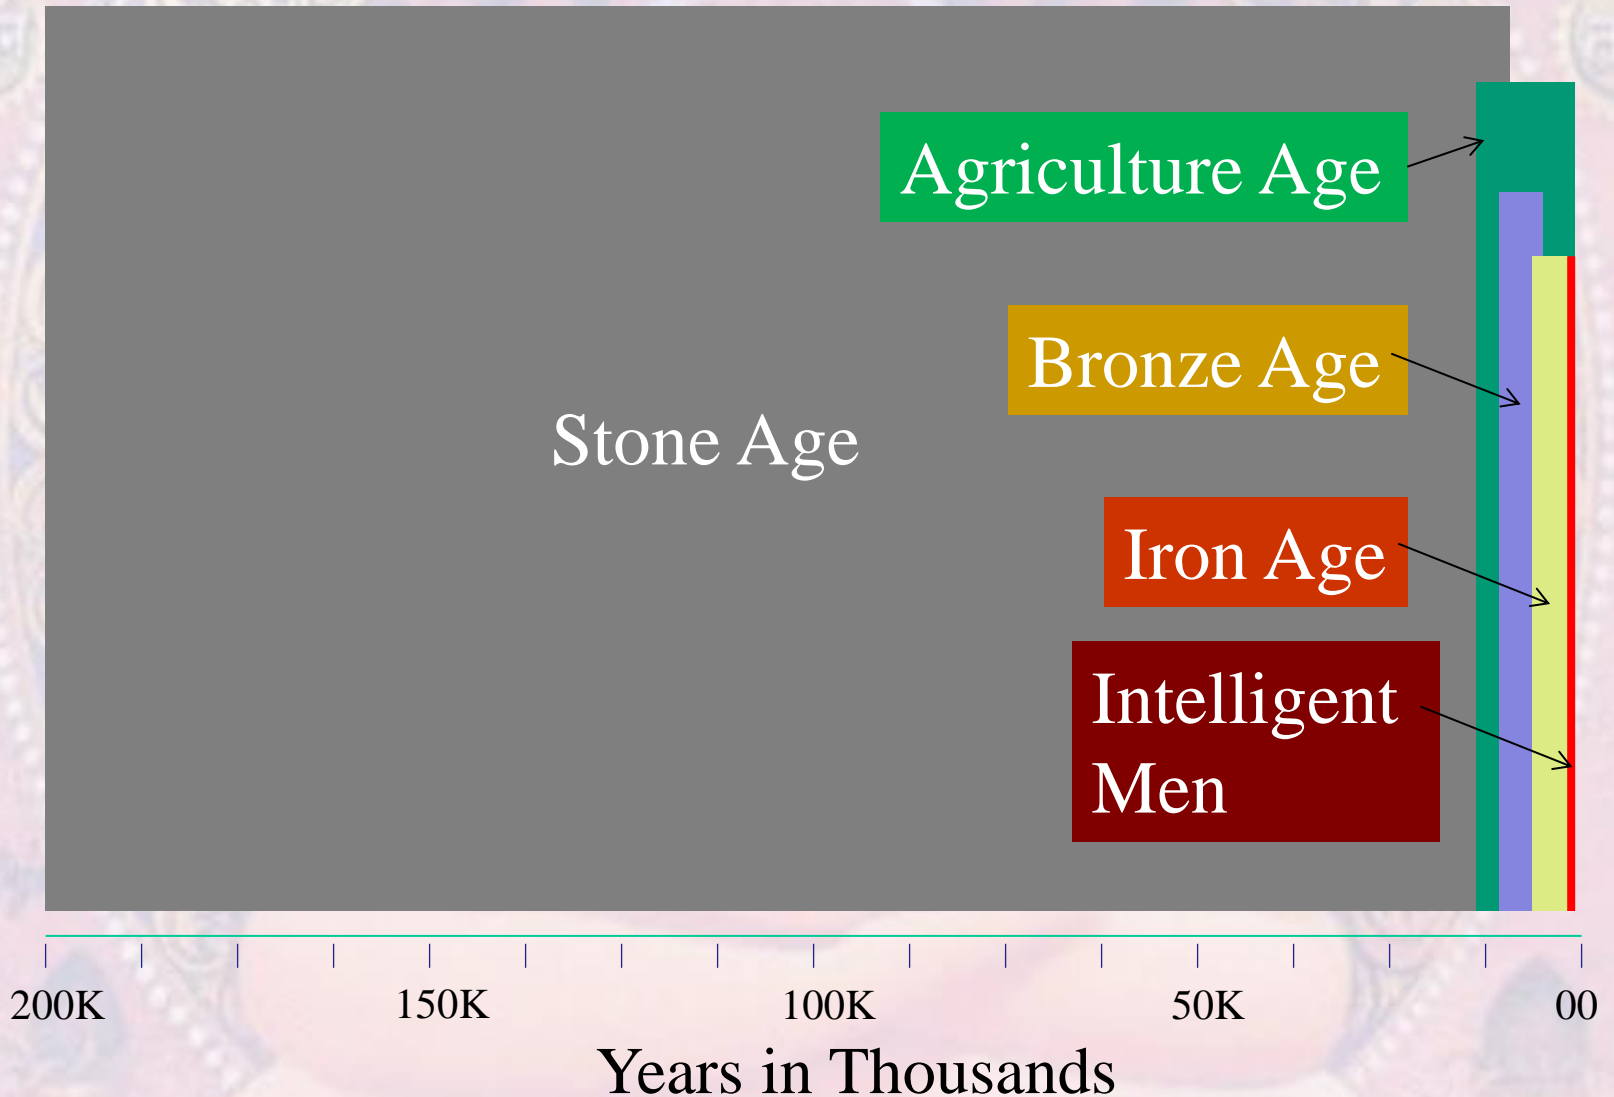 Agriculture Age
Bronze Age
Stone Age
Iron Age
Intelligent
Men
200K 150K 100K 50K 00
Years in Thousands